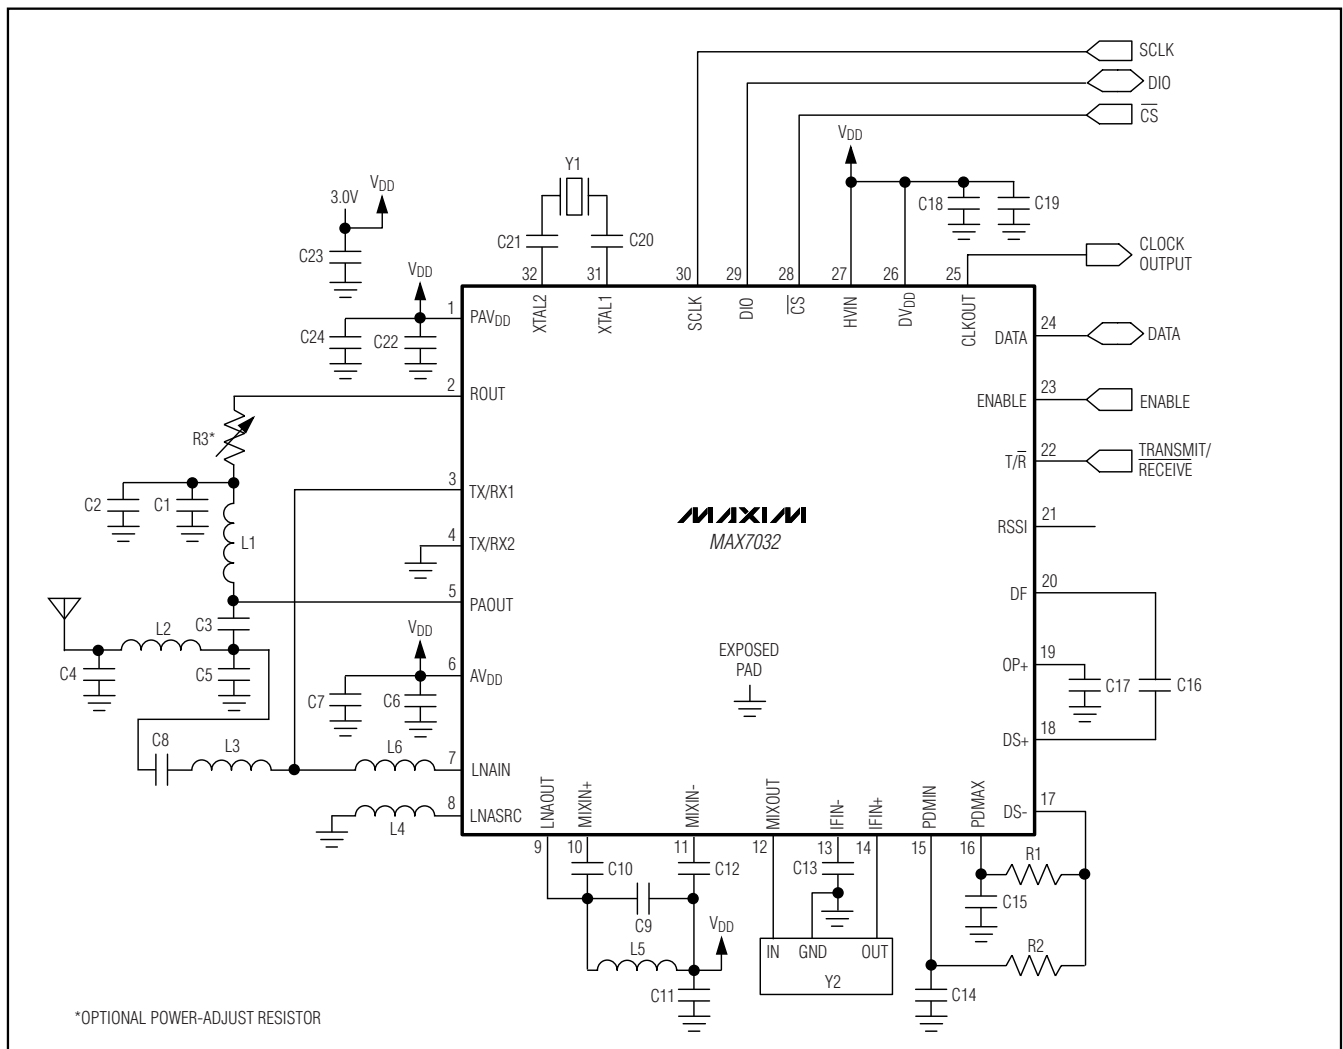 SCLK
DIO
C̅S̅
VDD
Y1
VDD
3.0V
C18
C19
C21
C20
CLOCK
OUTPUT
C23
VDD
32
31
30
29
28
27
26
25
1
PAVDD
XTAL2
XTAL1
SCLK
DIO
C̅S̅
HVIN
DVDD
CLKOUT
C24
C22
24
DATA
DATA
2
ROUT
23
ENABLE
ENABLE
R3*
22
T/R̅
TRANSMIT/
R̅E̅C̅E̅I̅V̅E̅
3
TX/RX1
C2
C1
MAXIM
MAX7032
21
RSSI
L1
4
TX/RX2
20
DF
5
PAOUT
C3
L2
VDD
EXPOSED
PAD
19
OP+
6
AVDD
C4
C5
C7
C6
C17
C16
18
DS+
C8
L3
L6
7
LNAIN
17
DS-
8
LNASRC
L4
LNAOUT
MIXIN+
MIXIN-
MIXOUT
IFIN-
IFIN+
PDMIN
PDMAX
9
10
11
12
13
14
15
16
R1
C10
C12
C13
C15
C9
VDD
R2
L5
IN
GND
OUT
Y2
C11
C14
*OPTIONAL POWER-ADJUST RESISTOR